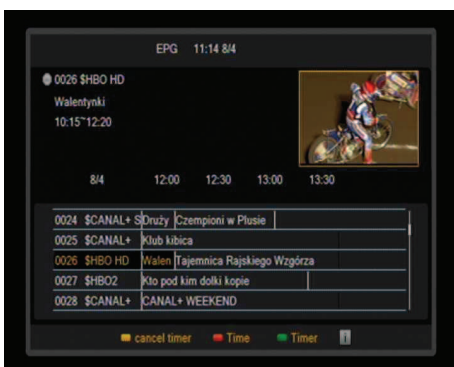 EPG 11:14 8/4
0026 $HBO HD
Walentynki
10:15~12:20
8/4 12:00 12:30 13:00 13:30
0024 $CANAL+ S Druży Czempioni w Plusie
0025 $CANAL+ Klub kibica
0026 $HBO HD Walen Tajemnica Rajskiego Wzgórza
0027 $HBO2 Kto pod kim dołki kopie
0028 $CANAL+ CANAL+ WEEKEND
cancel timer Time Timer i